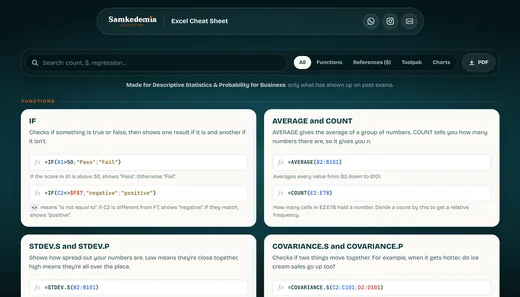 Samkedemia
Excel Cheat Sheet
Search: count, $, regression...
All
Functions
References ($)
Toolpak
Charts
PDF
Made for Descriptive Statistics & Probability for Business: only what has shown up on past exams.
FUNCTIONS
IF
Checks if something is true or false, then shows one result if it is and another if
it isn't.
fx =IF(A1>50;"Pass";"Fail")
If the score in A1 is above 50, shows "Pass". Otherwise "Fail".
fx =IF(C2<>$F$7;"negative";"positive")
<> means "is not equal to". If C2 is different from F7, shows "negative". If they match,
shows "positive".
AVERAGE and COUNT
AVERAGE gives the average of a group of numbers. COUNT tells you how many
numbers there are, so it gives you n.
fx =AVERAGE(B2:B101)
Averages every value from B2 down to B101.
fx =COUNT(E2:E78)
How many cells in E2:E78 hold a number. Divide a count by this to get a relative
frequency.
STDEV.S and STDEV.P
Shows how spread out your numbers are. Low means they're close together,
high means they're all over the place.
fx =STDEV.S(B2:B101)
COVARIANCE.S and COVARIANCE.P
Checks if two things move together. For example, when it gets hotter, do ice
cream sales go up too?
fx =COVARIANCE.S(C2:C101;D2:D101)